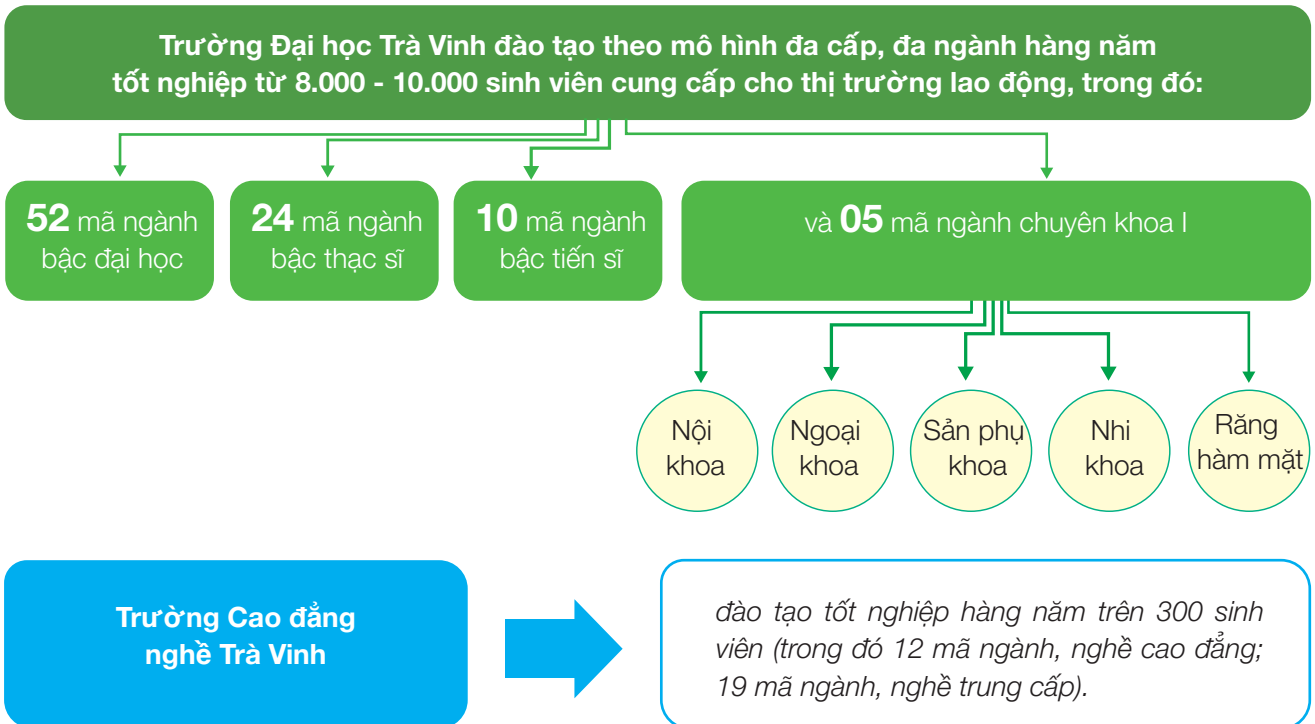 Trường Đại học Trà Vinh đào tạo theo mô hình đa cấp, đa ngành hàng năm
tốt nghiệp từ 8.000 - 10.000 sinh viên cung cấp cho thị trường lao động, trong đó:
52 mã ngành
bậc đại học
24 mã ngành
bậc thạc sĩ
10 mã ngành
bậc tiến sĩ
và 05 mã ngành chuyên khoa I
Nội
khoa
Ngoại
khoa
Sản phụ
khoa
Nhi
khoa
Răng
hàm mặt
Trường Cao đẳng
nghề Trà Vinh
đào tạo tốt nghiệp hàng năm trên 300 sinh
viên (trong đó 12 mã ngành, nghề cao đẳng;
19 mã ngành, nghề trung cấp).